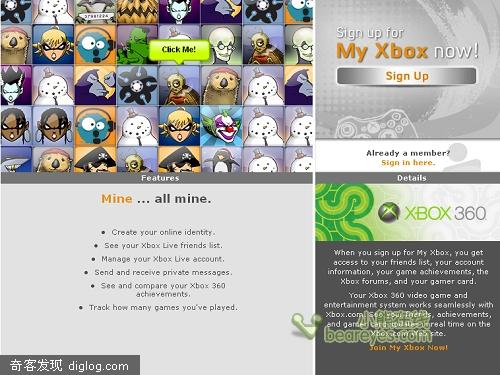 37881224
Click Me!
Sign up for
My Xbox now!
Sign Up
Already a member?
Sign in here.
Features
Mine ... all mine.
Create your online identity.
See your Xbox Live friends list.
Manage your Xbox Live account.
Send and receive private messages.
See and compare your Xbox 360
achievements.
Track how many games you've played.
Details
XBOX 360
When you sign up for My Xbox, you get
access to your friends list, your account
information, your game achievements, the
Xbox forums, and your gamer card.
Your Xbox 360 video game and
entertainment system works seamlessly with
Xbox.com. See your friends, achievements,
and gamer card updated in real time on the
Xbox.com Web site.
Join My Xbox Now!
beareyes.com
奇客发现 diglog.com